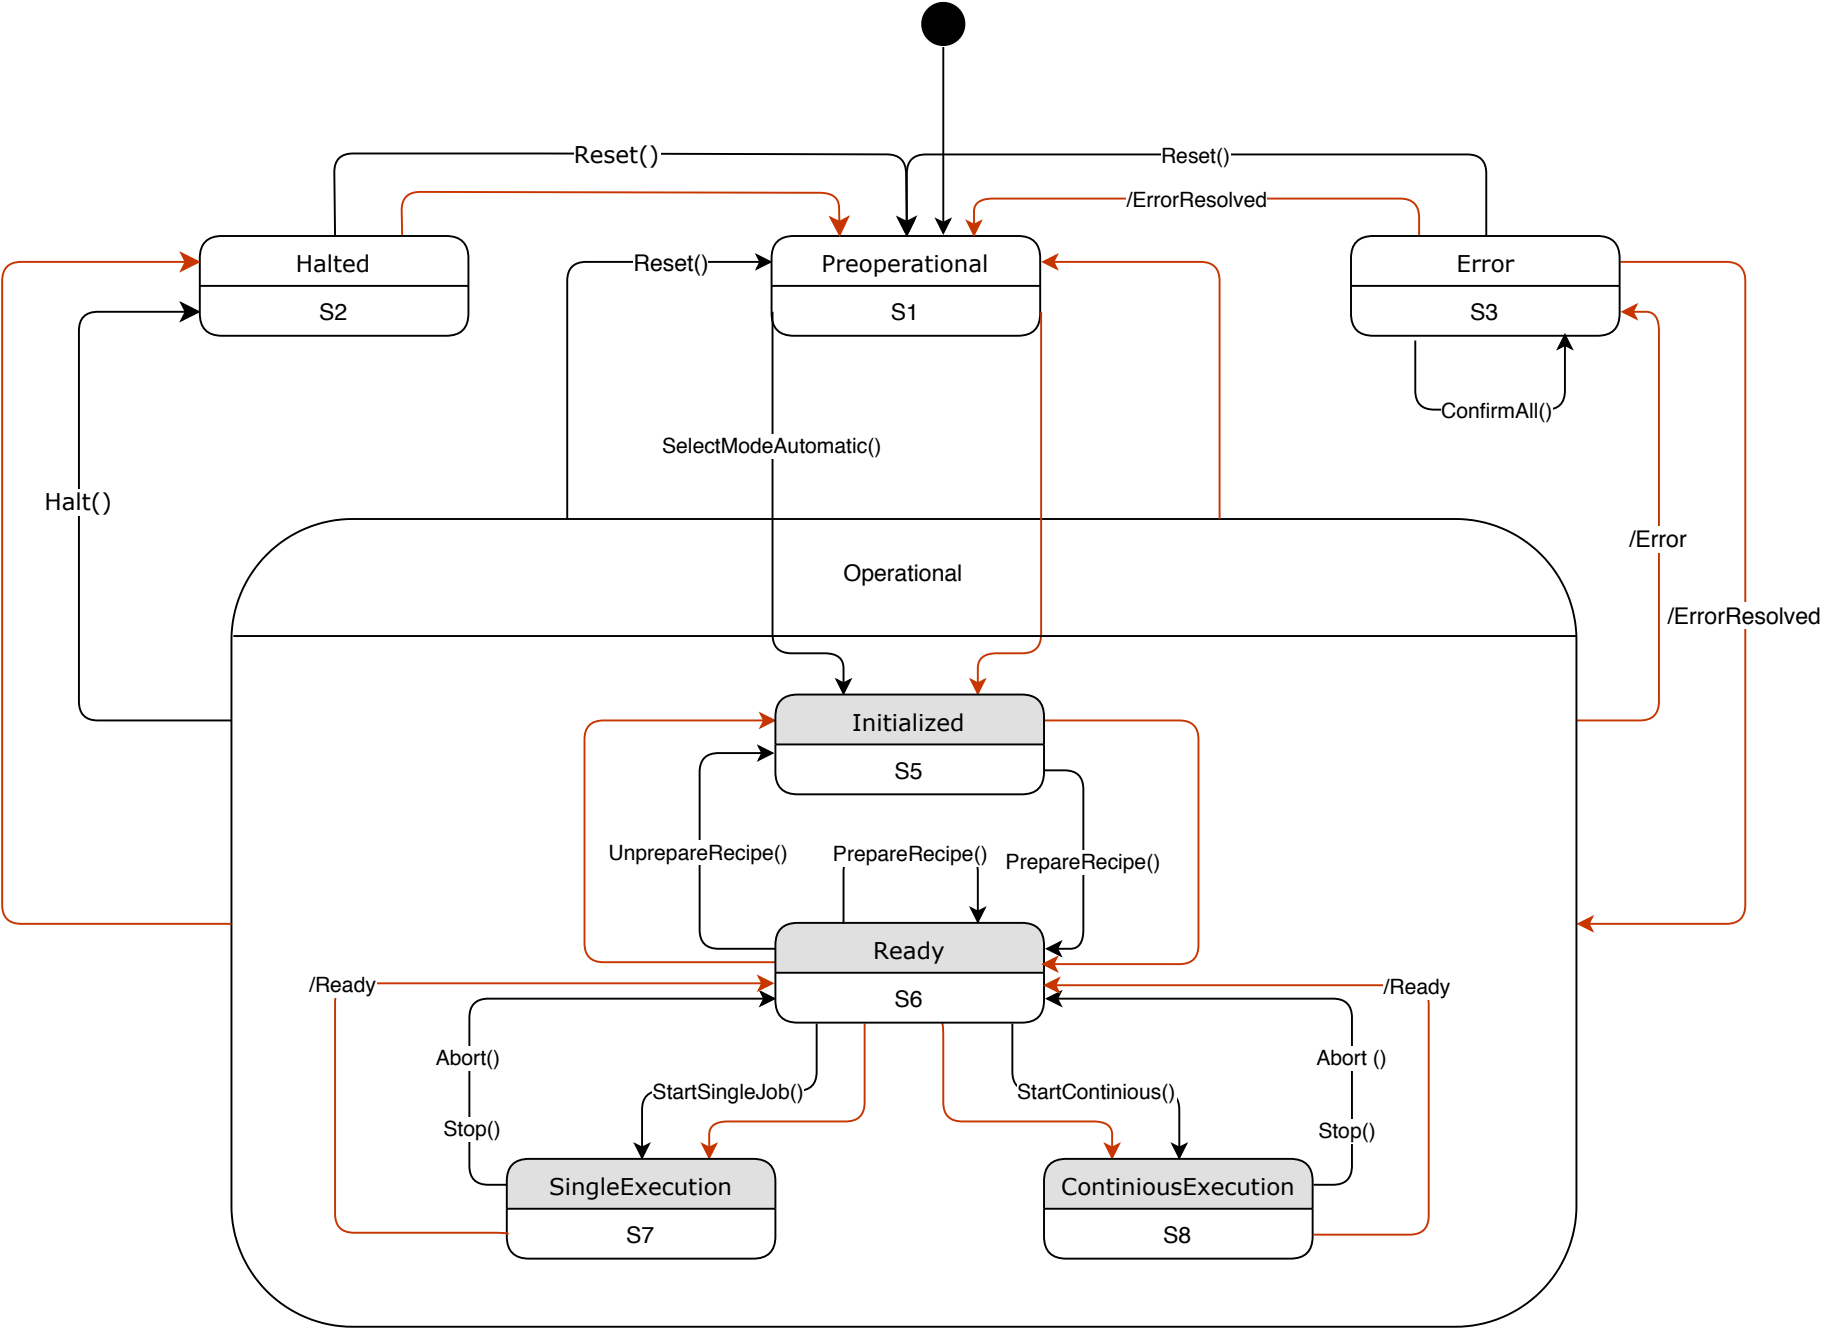 Reset()
Reset()
/ErrorResolved
Halted
S2
Reset()
Preoperational
S1
Error
S3
ConfirmAll()
SelectModeAutomatic()
Halt()
/Error
Operational
/ErrorResolved
Initialized
S5
UnprepareRecipe()
PrepareRecipe()
PrepareRecipe()
Ready
S6
/Ready
/Ready
Abort()
Abort ()
StartSingleJob()
StartContinious()
Stop()
Stop()
SingleExecution
S7
ContiniousExecution
S8